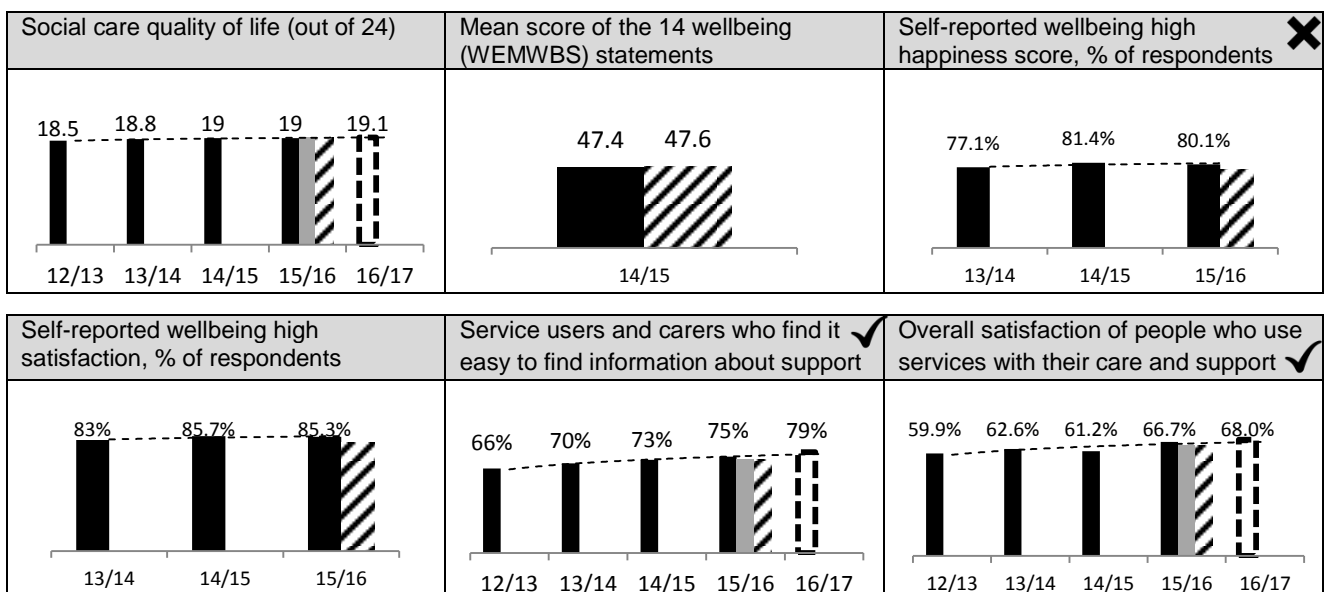 Social care quality of life (out of 24)
18.5 18.8 19 19 19.1
12/13 13/14 14/15 15/16 16/17
Mean score of the 14 wellbeing
(WEMWBS) statements
47.4 47.6
14/15
Self-reported wellbeing high
happiness score, % of respondents
77.1% 81.4% 80.1%
13/14 14/15 15/16
Self-reported wellbeing high
satisfaction, % of respondents
83% 85.7% 85.3%
13/14 14/15 15/16
Service users and carers who find it
easy to find information about support
66% 70% 73% 75% 79%
12/13 13/14 14/15 15/16 16/17
Overall satisfaction of people who use
services with their care and support
59.9% 62.6% 61.2% 66.7% 68.0%
12/13 13/14 14/15 15/16 16/17